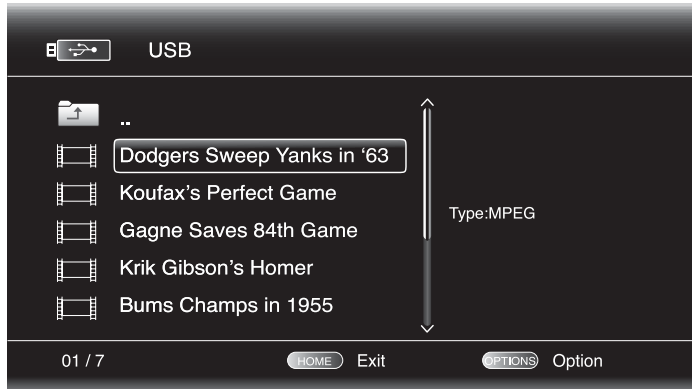 USB
..
Dodgers Sweep Yanks in ‘63
Koufax’s Perfect Game
Gagne Saves 84th Game
Krik Gibson’s Homer
Bums Champs in 1955
Type:MPEG
01 / 7
HOME Exit
OPTIONS Option